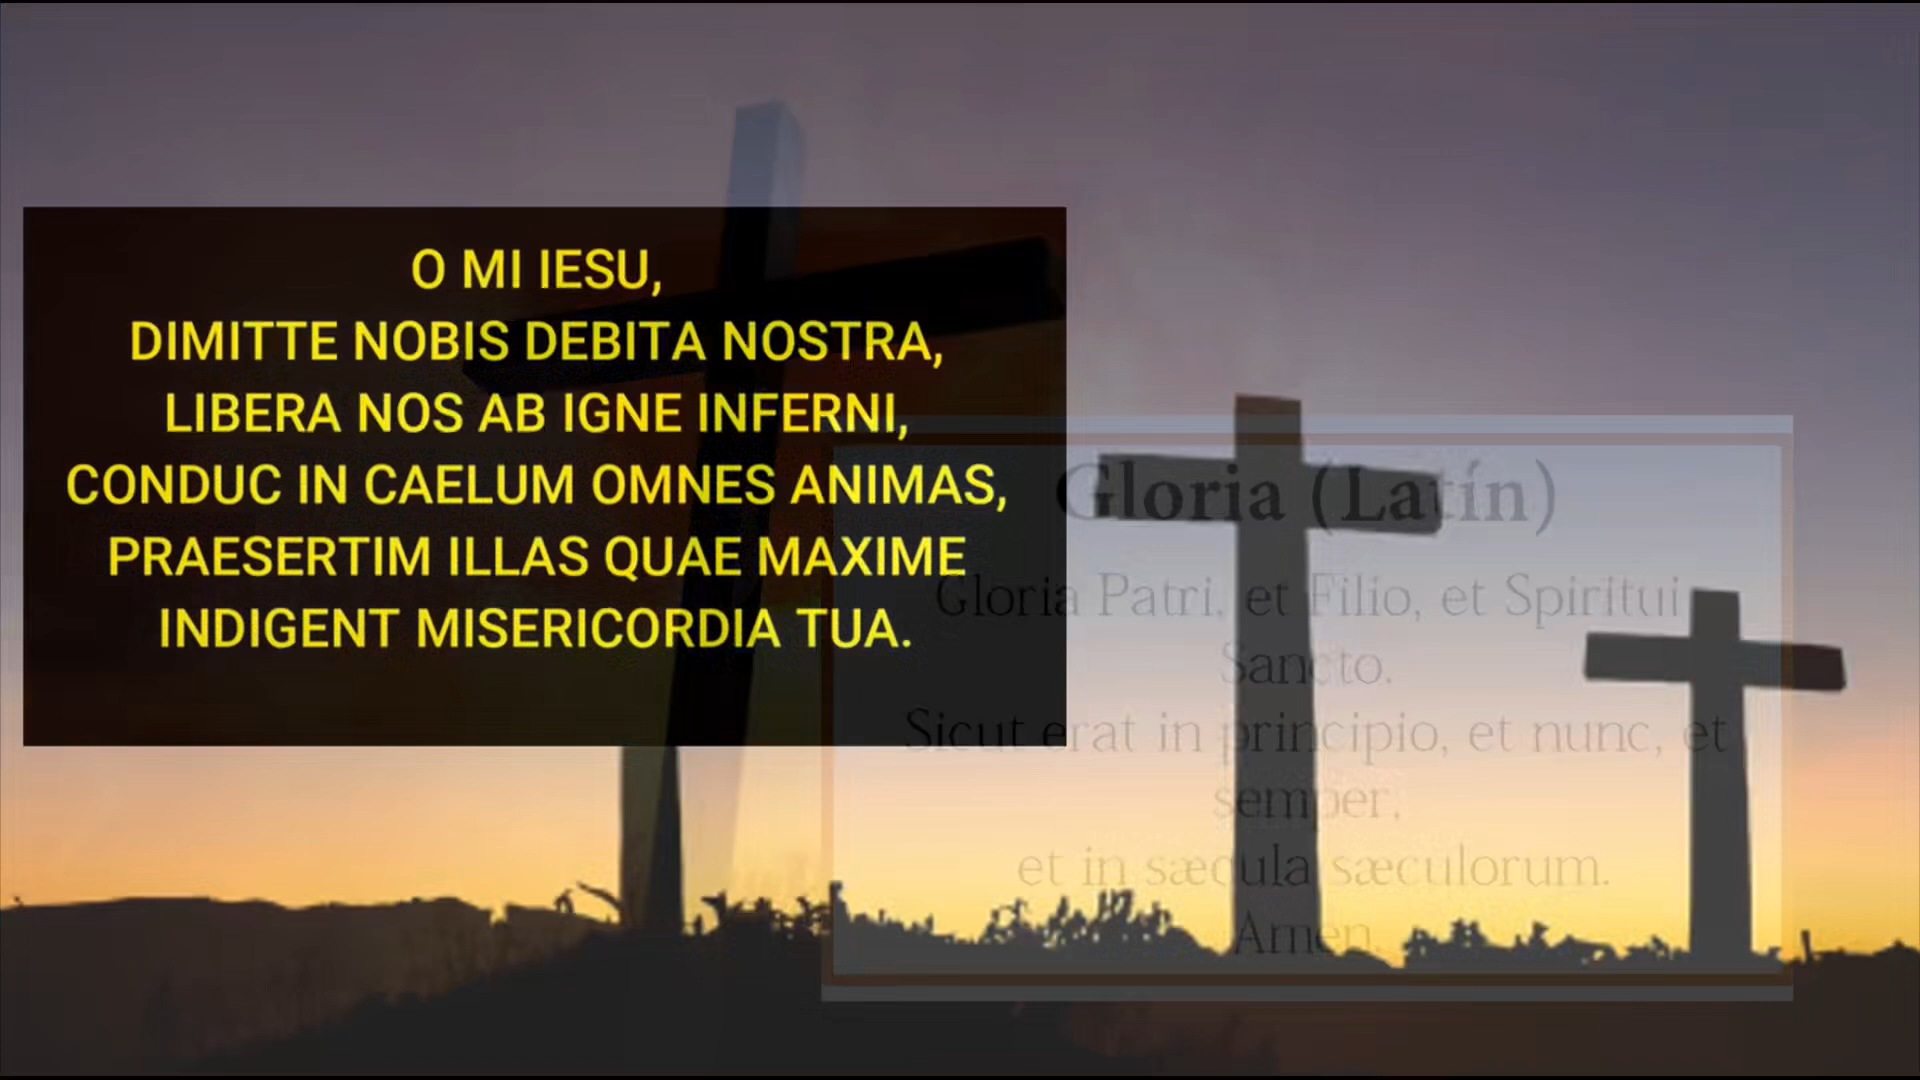 O MI IESU,
DIMITTE NOBIS DEBITA NOSTRA,
LIBERA NOS AB IGNE INFERNI,
CONDUC IN CAELUM OMNES ANIMAS,
PRAESERTIM ILLAS QUAE MAXIME
INDIGENT MISERICORDIA TUA.
Gloria (Latín)
Gloria Patri, et Filio, et Spiritui
Sancto.
Sicut erat in principio, et nunc, et
semper,
et in sæcula sæculorum.
Amen.